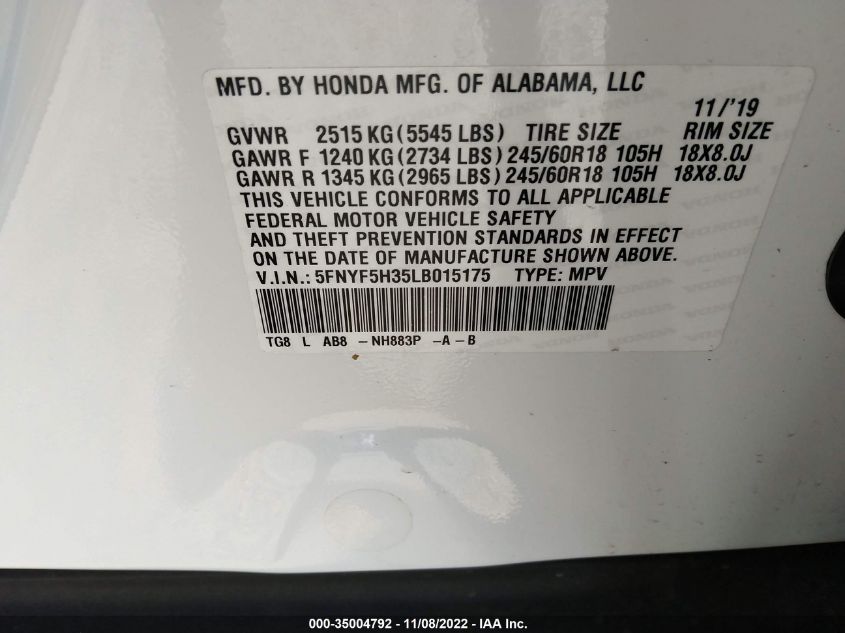 MFD. BY HONDA MFG. OF ALABAMA, LLC
11/'19
GVWR 2515 KG (5545 LBS) TIRE SIZE RIM SIZE
GAWR F 1240 KG (2734 LBS) 245/60R18 105H 18X8.0J
GAWR R 1345 KG (2965 LBS) 245/60R18 105H 18X8.0J
THIS VEHICLE CONFORMS TO ALL APPLICABLE
FEDERAL MOTOR VEHICLE SAFETY
AND THEFT PREVENTION STANDARDS IN EFFECT
ON THE DATE OF MANUFACTURE SHOWN ABOVE.
V.I.N.: 5FNYF5H35LB015175 TYPE: MPV
TG8 L AB8 -NH883P -A-B
000-35004792 - 11/08/2022 - IAA Inc.